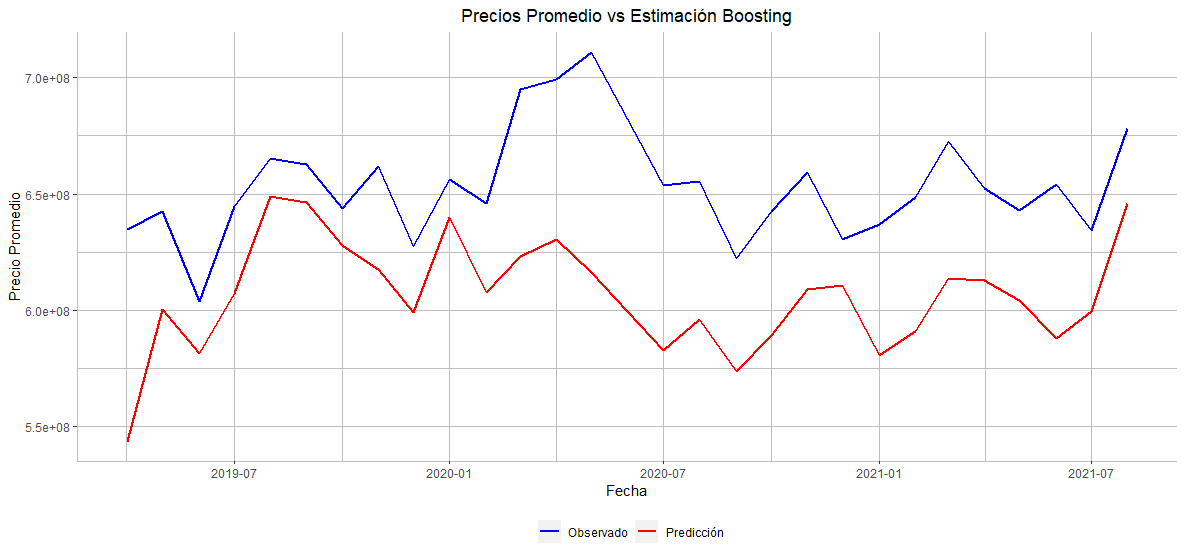 Precios Promedio vs Estimación Boosting
Precio Promedio
7.0e+08
6.5e+08
6.0e+08
5.5e+08
2019-07 2020-01 2020-07 2021-01 2021-07
Fecha
Observado Predicción